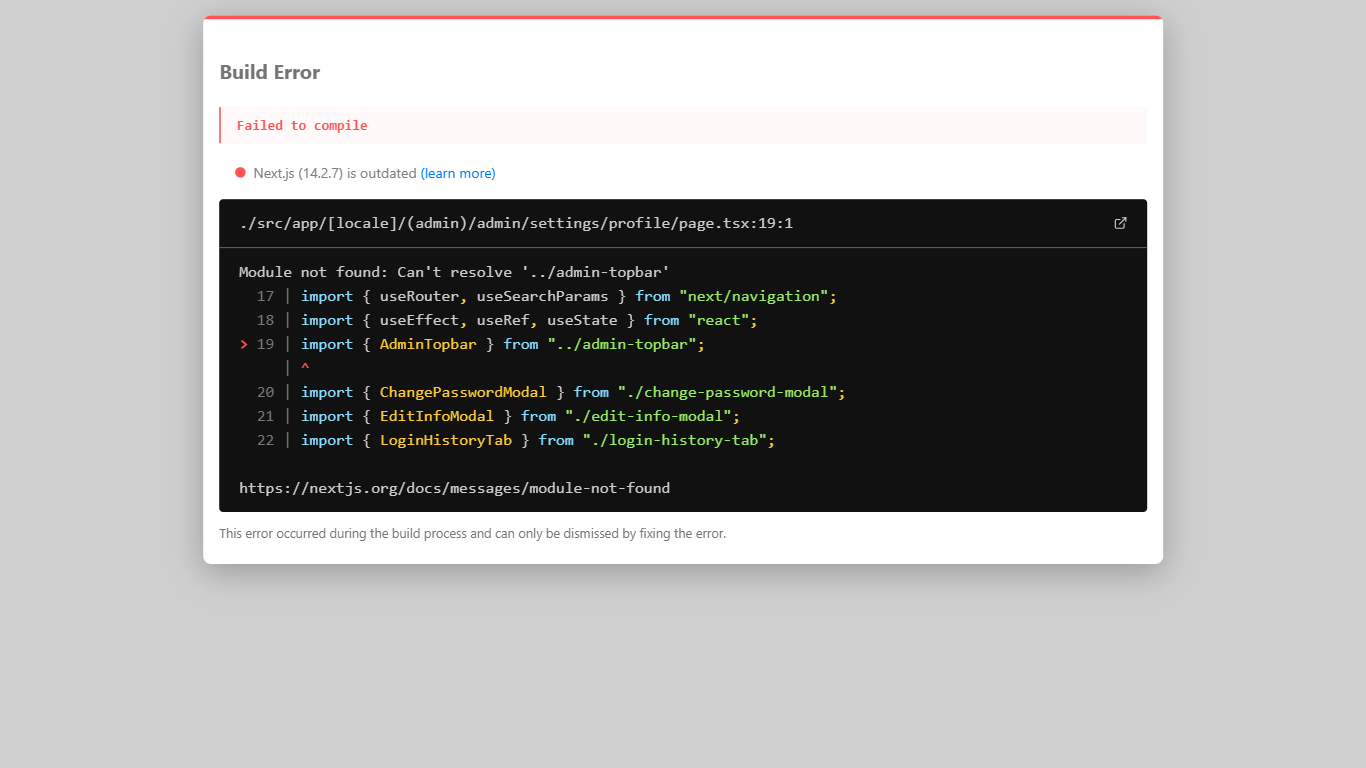 Build Error
Failed to compile
Next.js (14.2.7) is outdated (learn more)
./src/app/[locale]/(admin)/admin/settings/profile/page.tsx:19:1
Module not found: Can't resolve '../admin-topbar'
  17 | import { useRouter, useSearchParams } from "next/navigation";
  18 | import { useEffect, useRef, useState } from "react";
> 19 | import { AdminTopbar } from "../admin-topbar";
     | ^
  20 | import { ChangePasswordModal } from "./change-password-modal";
  21 | import { EditInfoModal } from "./edit-info-modal";
  22 | import { LoginHistoryTab } from "./login-history-tab";
https://nextjs.org/docs/messages/module-not-found
This error occurred during the build process and can only be dismissed by fixing the error.